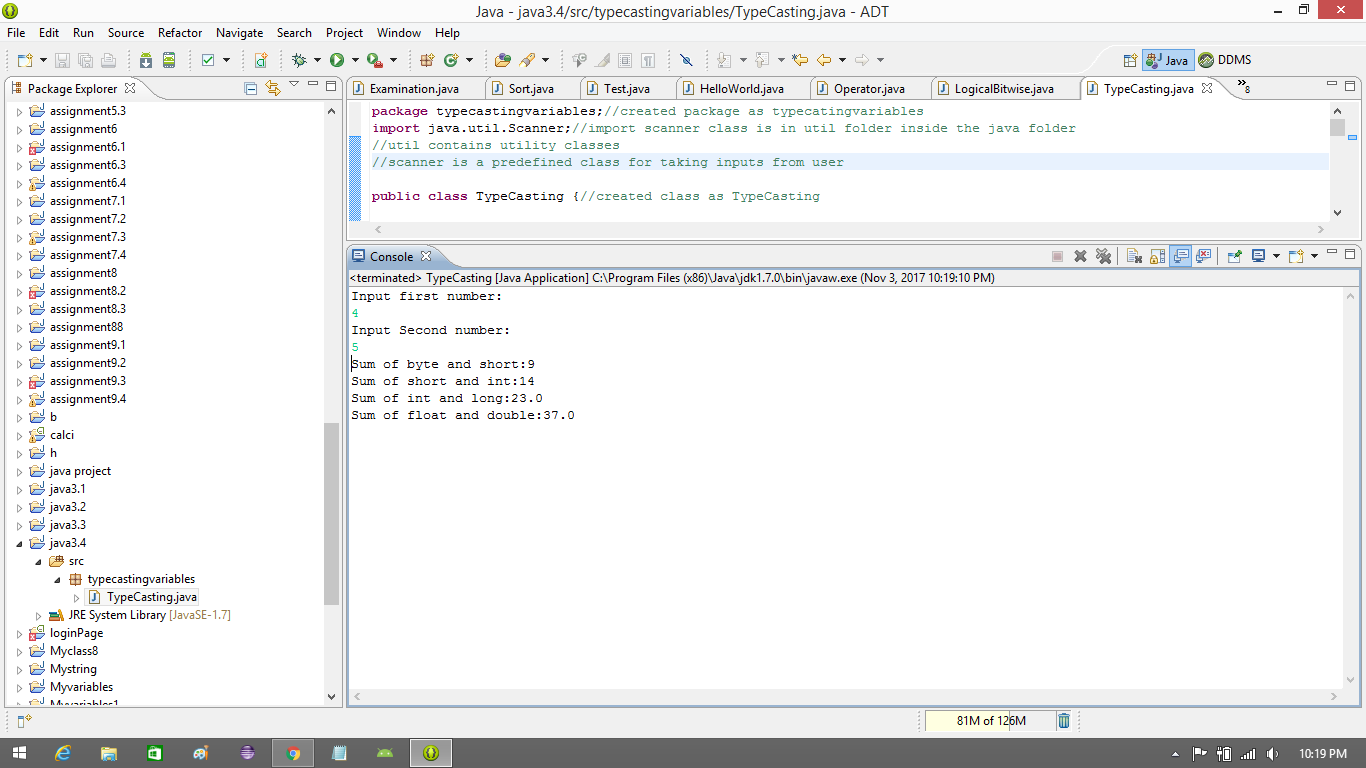 Java - java3.4/src/typecastingvariables/TypeCasting.java - ADT
File Edit Run Source Refactor Navigate Search Project Window Help
Java DDMS
Package Explorer
assignment5.3
assignment6
assignment6.1
assignment6.3
assignment6.4
assignment7.1
assignment7.2
assignment7.3
assignment7.4
assignment8
assignment8.2
assignment8.3
assignment88
assignment9.1
assignment9.2
assignment9.3
assignment9.4
b
calci
h
java project
java3.1
java3.2
java3.3
java3.4
src
typecastingvariables
TypeCasting.java
JRE System Library [JavaSE-1.7]
loginPage
Myclass8
Mystring
Myvariables
Myvariables1
Examination.java Sort.java Test.java HelloWorld.java Operator.java LogicalBitwise.java TypeCasting.java »8
package typecastingvariables;//created package as typecatingvariables
import java.util.Scanner;//import scanner class is in util folder inside the java folder
//util contains utility classes
//scanner is a predefined class for taking inputs from user
public class TypeCasting {//created class as TypeCasting
Console
<terminated> TypeCasting [Java Application] C:\Program Files (x86)\Java\jdk1.7.0\bin\javaw.exe (Nov 3, 2017 10:19:10 PM)
Input first number:
4
Input Second number:
5
Sum of byte and short:9
Sum of short and int:14
Sum of int and long:23.0
Sum of float and double:37.0
81M of 126M
10:19 PM